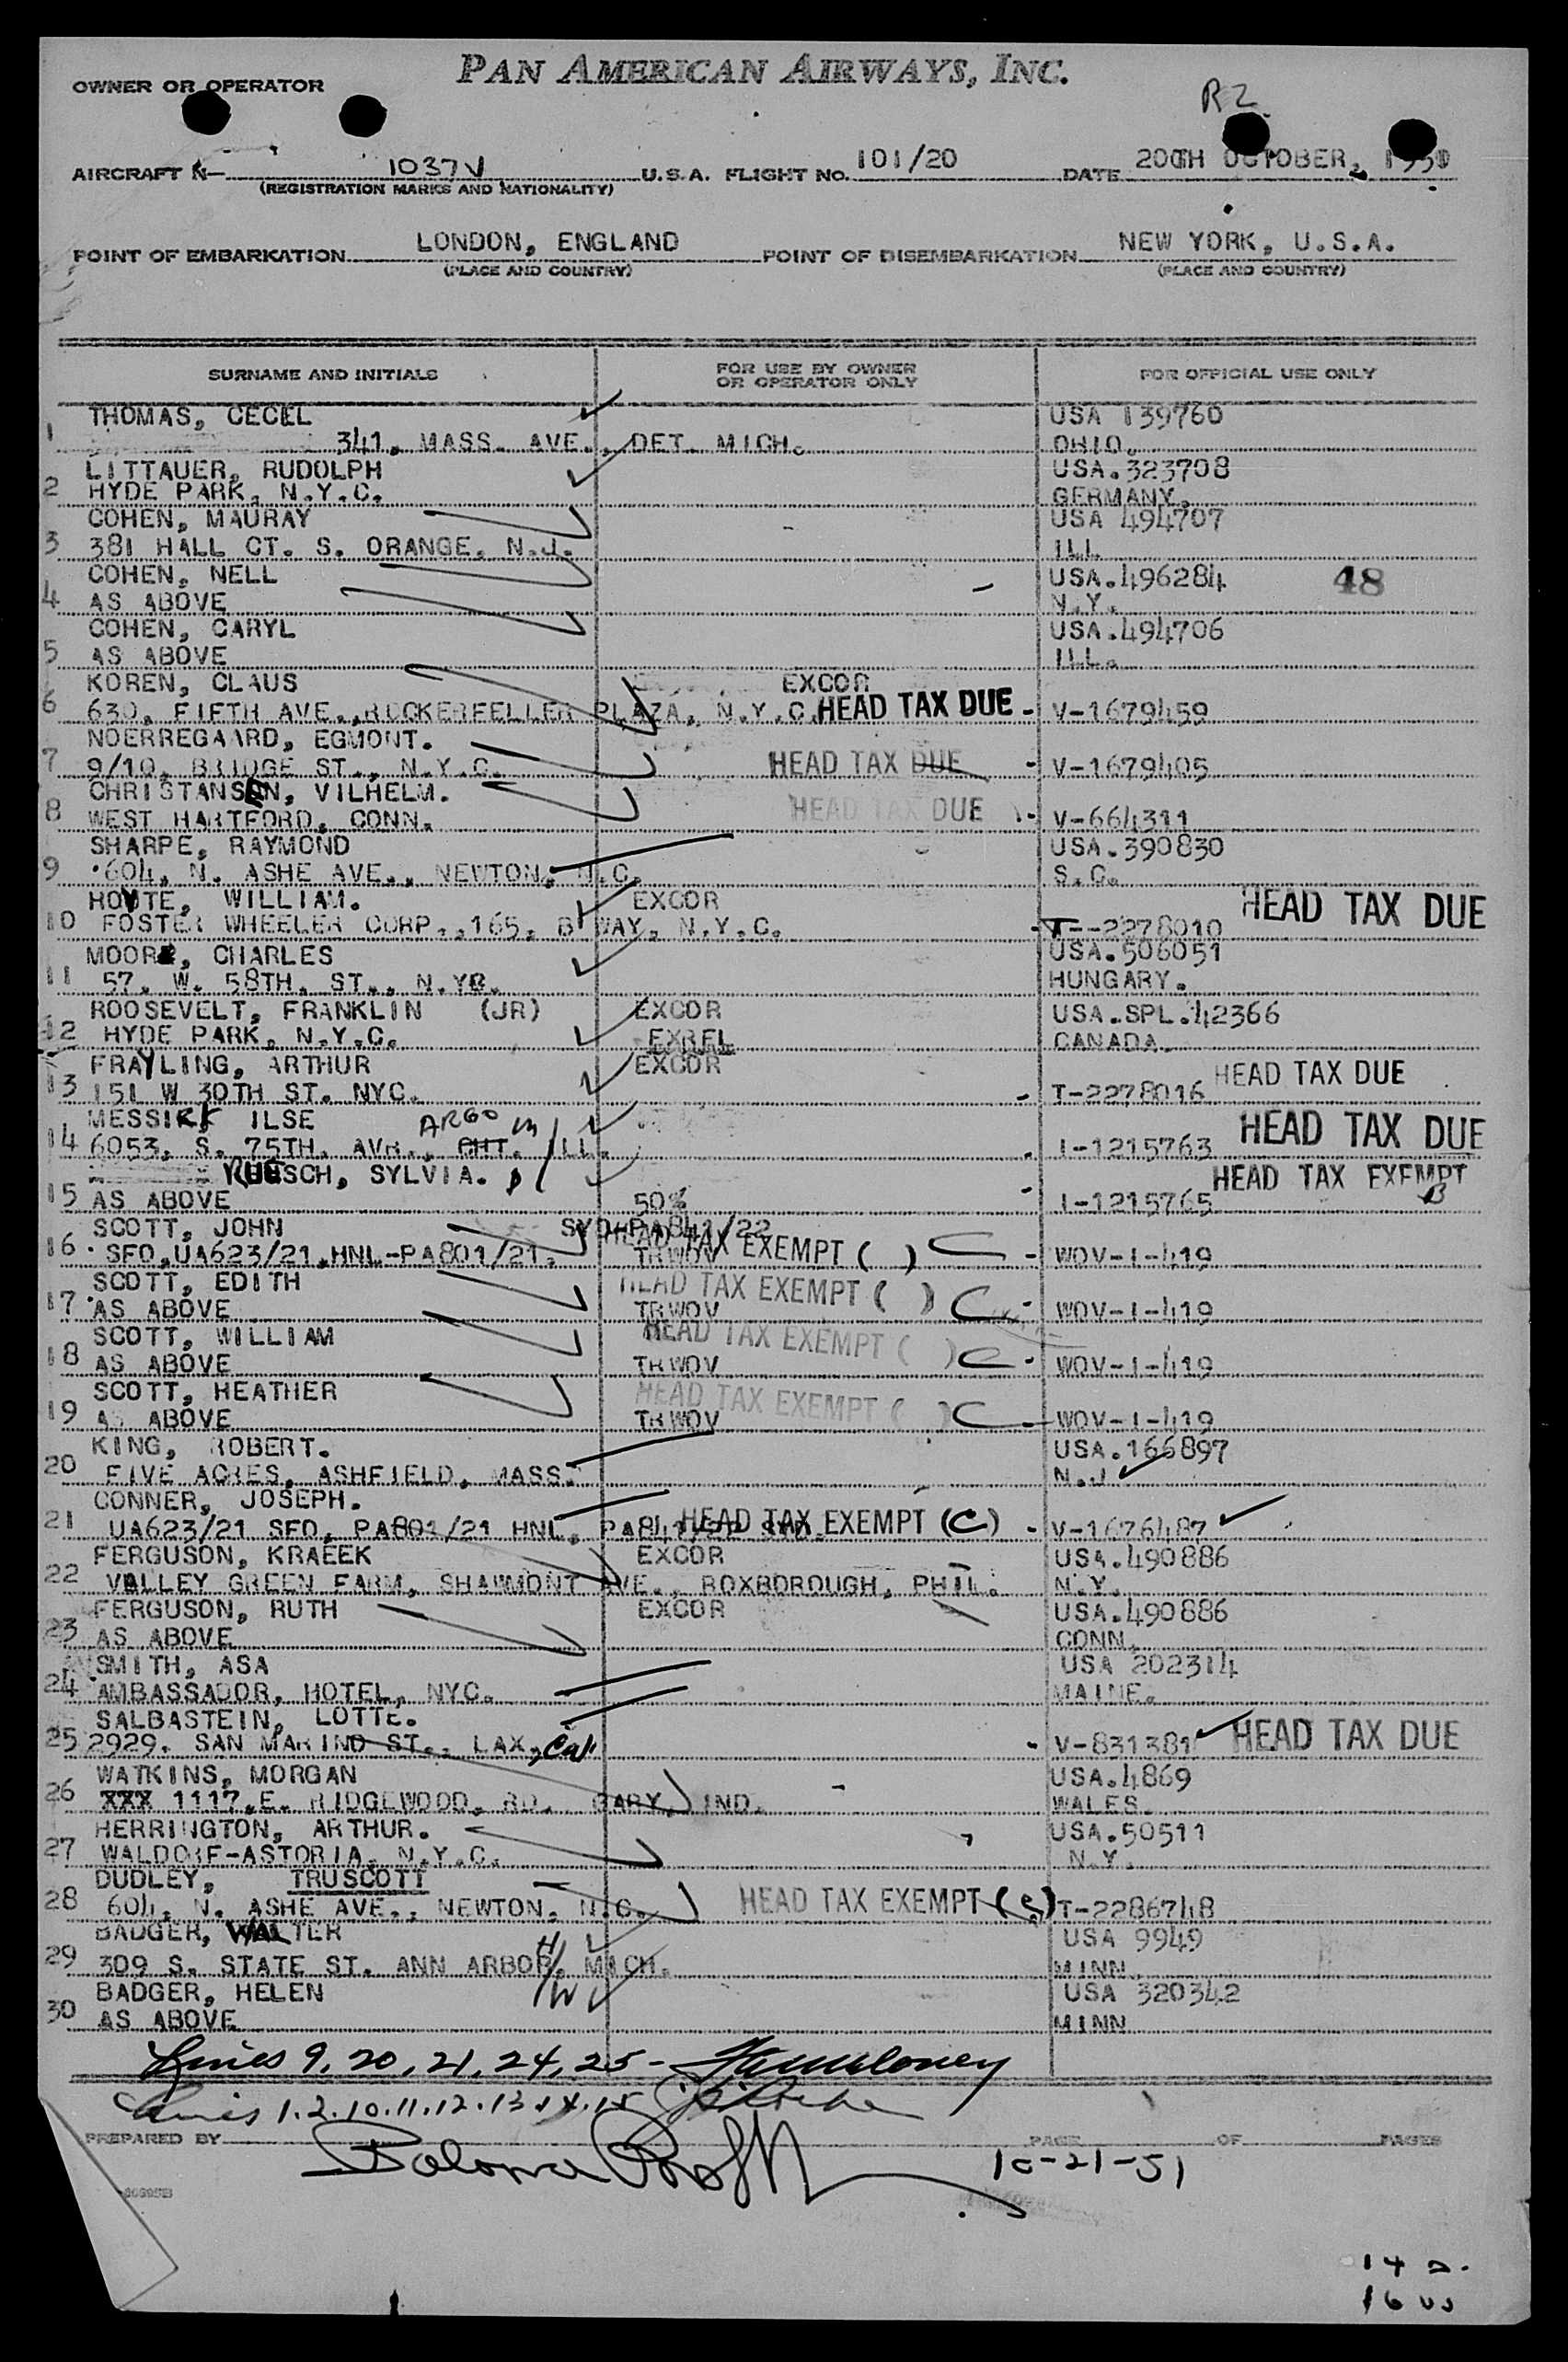 PAN AMERICAN AIRWAYS, INC.
OWNER OR OPERATOR
R2
AIRCRAFT N- 1037V U.S.A. FLIGHT NO. 101/20 DATE 20TH OCTOBER,
(REGISTRATION MARKS AND NATIONALITY)
POINT OF EMBARKATION LONDON, ENGLAND POINT OF DISEMBARKATION NEW YORK, U.S.A.
(PLACE AND COUNTRY) (PLACE AND COUNTRY)
SURNAME AND INITIALS FOR USE BY OWNER OR OPERATOR ONLY FOR OFFICIAL USE ONLY
THOMAS, CECIL USA 139760
1 341, MASS. AVE., DET. MICH. OHIO.
LITTAUER, RUDOLPH USA.323708
2 HYDE PARK, N.Y.C. GERMANY.
COHEN, MAURAY USA 494707
3 381 HALL CT. S. ORANGE, N.J. ILL
COHEN, NELL USA.496284 48
4 AS ABOVE N.Y.
COHEN, CARYL USA.494706
5 AS ABOVE ILL.
KOREN, CLAUS EXCOR
6 630, FIFTH AVE., ROCKERFELLER PLAZA, N.Y.C. HEAD TAX DUE - V-1679459
NOERREGAARD, EGMONT.
7 9/10, BRIDGE ST., N.Y.C. HEAD TAX DUE - V-1679405
CHRISTANSEN, VILHELM.
8 WEST HARTFORD, CONN. HEAD TAX DUE - V-664311
SHARPE, RAYMOND USA.390830
9 604, N. ASHE AVE., NEWTON, N.C. S.C.
HOYTE, WILLIAM. EXCOR HEAD TAX DUE
10 FOSTER WHEELER CORP.,165, B'WAY, N.Y.C. T--2278010
MOORE, CHARLES USA.506051
11 57, W. 58TH. ST., N.YC. HUNGARY.
ROOSEVELT, FRANKLIN (JR) EXCOR USA.SPL.42366
12 HYDE PARK, N.Y.C. EXREL CANADA.
FRAYLING, ARTHUR EXCOR
13 151 W 30TH ST. NYC. - T-2278016 HEAD TAX DUE
MESSIRK ILSE ARGO
14 6053, S. 75TH. AVR., CHT. ILL. I-1215763 HEAD TAX DUE
RUESCH, SYLVIA. HEAD TAX EXEMPT
15 AS ABOVE 50% I-1215765 B
SCOTT, JOHN SYD-PA841/22
16 SFO,UA623/21,HNL-PA801/21. TRWOV HEAD TAX EXEMPT (C) - WOV-I-419
SCOTT, EDITH HEAD TAX EXEMPT ( )
17 AS ABOVE TRWOV C - WOV-I-419
SCOTT, WILLIAM HEAD TAX EXEMPT ( )
18 AS ABOVE TRWOV C - WOV-I-419
SCOTT, HEATHER HEAD TAX EXEMPT ( )
19 AS ABOVE TRWOV C - WOV-I-419
KING, ROBERT. USA.166897
20 FIVE ACRES, ASHFIELD, MASS. N.J
CONNER, JOSEPH. HEAD TAX EXEMPT (C)
21 UA623/21 SFO, PA801/21 HNL, PA841/22 SYD. - V-1676487
FERGUSON, KRAEEK EXCOR USA.490886
22 VALLEY GREEN FARM, SHAWMONT AVE., ROXBOROUGH, PHIL. N.Y.
FERGUSON, RUTH EXCOR USA.490886
23 AS ABOVE CONN.
SMITH, ASA USA 202314
24 AMBASSADOR, HOTEL, NYC. MAINE.
SALBASTEIN, LOTTE.
25 2929, SAN MARINO ST., LAX, Cal - V-831381 HEAD TAX DUE
WATKINS, MORGAN USA.4869
26 XXX 1117,E. RIDGEWOOD, RD., GARY, IND. WALES.
HERRINGTON, ARTHUR. USA.50511
27 WALDORF-ASTORIA, N.Y.C. N.Y.
DUDLEY, TRUSCOTT
28 604, N. ASHE AVE., NEWTON, N.C. HEAD TAX EXEMPT (C) T-2286748
BADGER, WALTER H USA 9949
29 309 S. STATE ST. ANN ARBOR, MICH. MINN.
BADGER, HELEN W USA 320342
30 AS ABOVE MINN
Lines 9, 20, 21, 24, 25 -
Lines 1.2.10.11.12.13.14.15
PREPARED BY PAGE OF PAGES
10-21-51
14
16 US